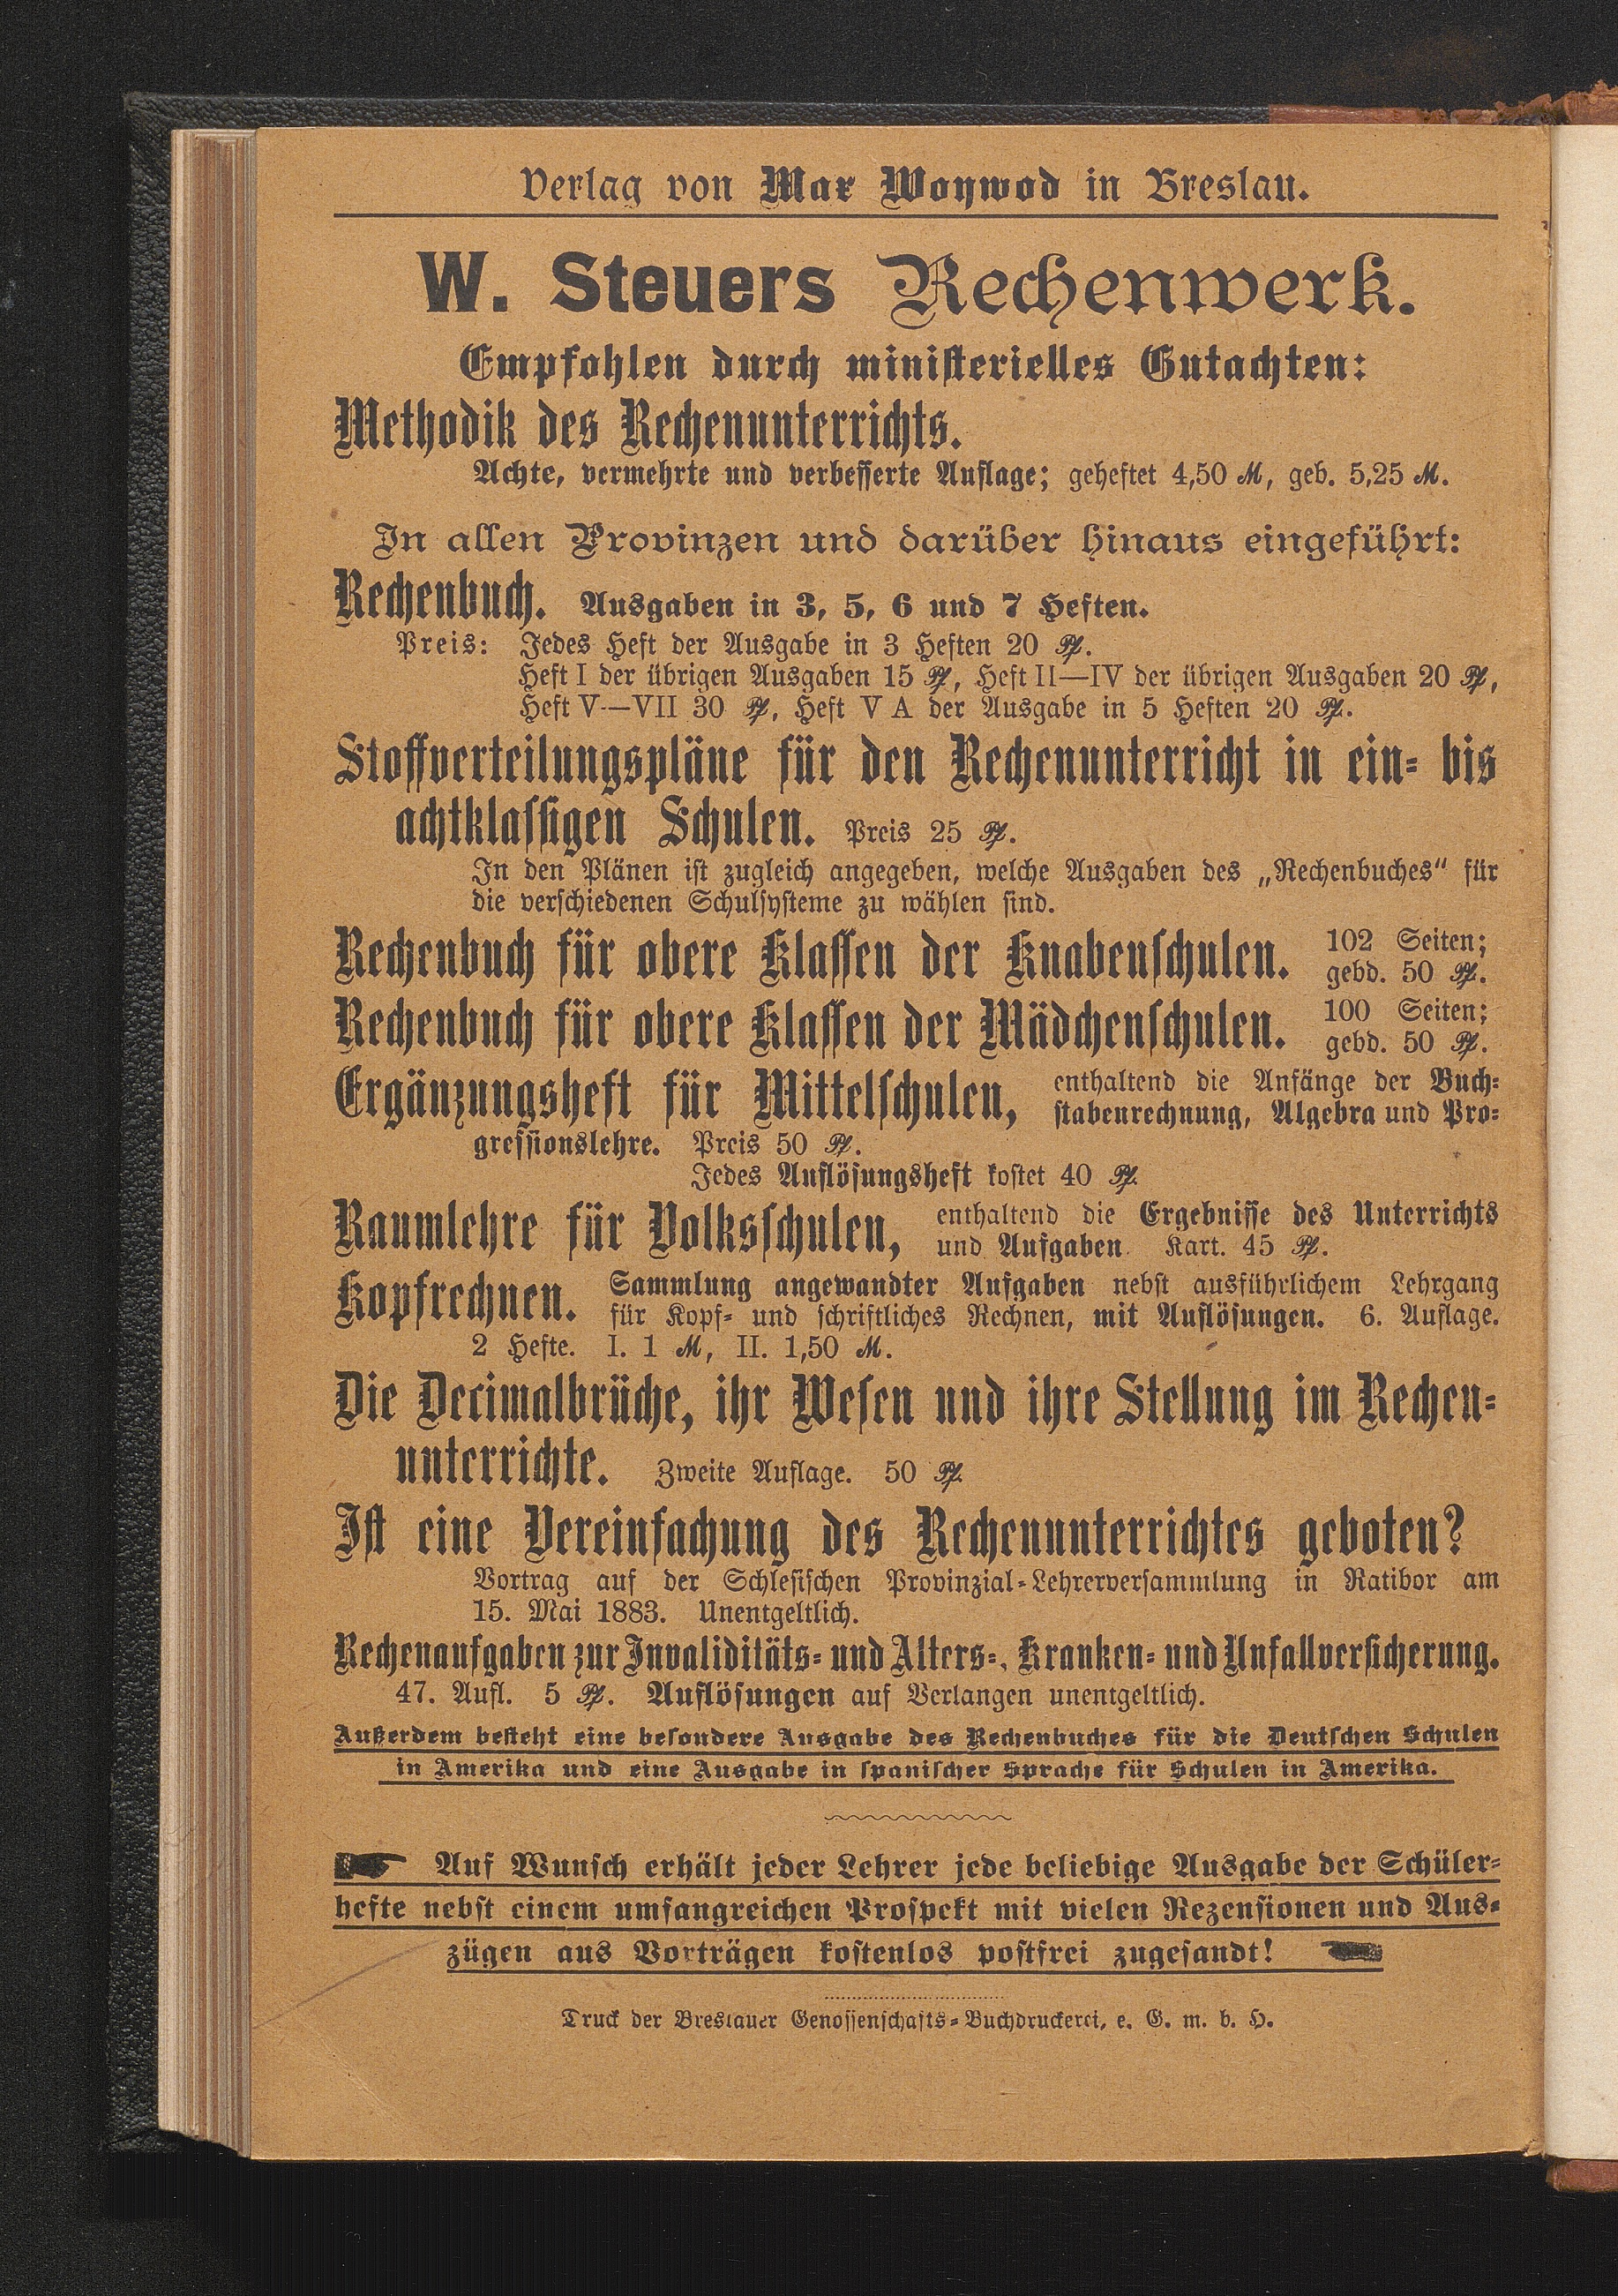 Verlag von Max Woywod in Breslau.
W. Steuers Rechenwerk.
Empfohlen durch ministerielles Gutachten:
Methodik des Rechenunterrichts.
Achte, vermehrte und verbesserte Auflage; geheftet 4,50 ℳ, geb. 5,25 ℳ.
In allen Provinzen und darüber hinaus eingeführt:
Rechenbuch. Ausgaben in 3, 5, 6 und 7 Heften.
Preis: Jedes Heft der Ausgabe in 3 Heften 20 Pf.
Heft I der übrigen Ausgaben 15 Pf, Heft II—IV der übrigen Ausgaben 20 Pf,
Heft V—VII 30 Pf, Heft V A der Ausgabe in 5 Heften 20 Pf.
Stoffverteilungspläne für den Rechenunterricht in ein- bis
achtklassigen Schulen. Preis 25 Pf.
In den Plänen ist zugleich angegeben, welche Ausgaben des „Rechenbuches“ für
die verschiedenen Schulsysteme zu wählen sind.
Rechenbuch für obere Klassen der Knabenschulen. 102 Seiten;
gebd. 50 Pf.
Rechenbuch für obere Klassen der Mädchenschulen. 100 Seiten;
gebd. 50 Pf.
Ergänzungsheft für Mittelschulen, enthaltend die Anfänge der Buch-
stabenrechnung, Algebra und Pro-
gressionslehre. Preis 50 Pf.
Jedes Auflösungsheft kostet 40 Pf.
Raumlehre für Volksschulen, enthaltend die Ergebnisse des Unterrichts
und Aufgaben. Kart. 45 Pf.
Kopfrechnen. Sammlung angewandter Aufgaben nebst ausführlichem Lehrgang
für Kopf- und schriftliches Rechnen, mit Auflösungen. 6. Auflage.
2 Hefte. I. 1 ℳ, II. 1,50 ℳ.
Die Decimalbrüche, ihr Wesen und ihre Stellung im Rechen-
unterrichte. Zweite Auflage. 50 Pf.
Ist eine Vereinfachung des Rechenunterrichtes geboten?
Vortrag auf der Schlesischen Provinzial-Lehrerversammlung in Ratibor am
15. Mai 1883. Unentgeltlich.
Rechenaufgaben zur Invaliditäts- und Alters-, Kranken- und Unfallversicherung.
47. Aufl. 5 Pf. Auflösungen auf Verlangen unentgeltlich.
Außerdem besteht eine besondere Ausgabe des Rechenbuches für die Deutschen Schulen
in Amerika und eine Ausgabe in spanischer Sprache für Schulen in Amerika.
Auf Wunsch erhält jeder Lehrer jede beliebige Ausgabe der Schüler-
hefte nebst einem umfangreichen Prospekt mit vielen Rezensionen und Aus-
zügen aus Vorträgen kostenlos postfrei zugesandt!
Truck der Breslauer Genossenschafts-Buchdruckerei, e. G. m. b. H.